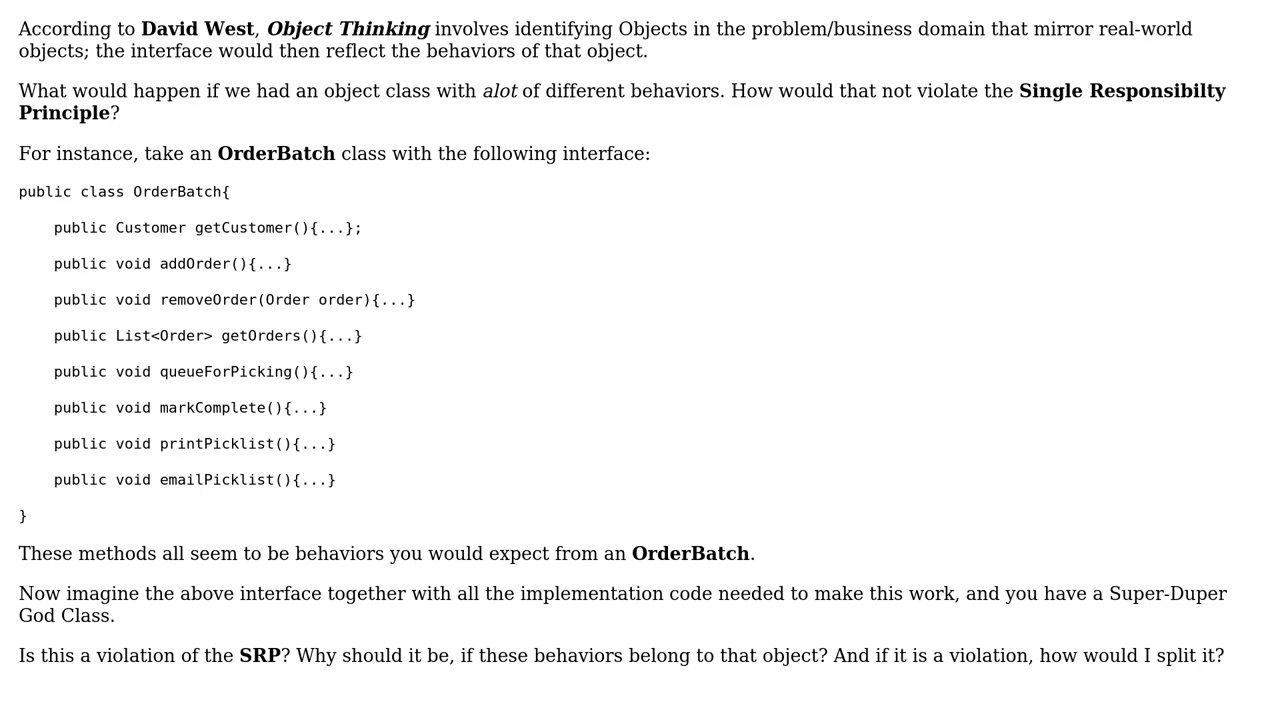 According to David West, Object Thinking involves identifying Objects in the problem/business domain that mirror real-world
objects; the interface would then reflect the behaviors of that object.
What would happen if we had an object class with alot of different behaviors. How would that not violate the Single Responsibilty
Principle?
For instance, take an OrderBatch class with the following interface:
public class OrderBatch{
public Customer getCustomer(){...};
public void addOrder(){...}
public void removeOrder(Order order){...}
public List<Order> getOrders(){...}
public void queueForPicking(){...}
public void markComplete(){...}
public void printPicklist(){...}
public void emailPicklist(){...}
}
These methods all seem to be behaviors you would expect from an OrderBatch.
Now imagine the above interface together with all the implementation code needed to make this work, and you have a Super-Duper
God Class.
Is this a violation of the SRP? Why should it be, if these behaviors belong to that object? And if it is a violation, how would I split it?